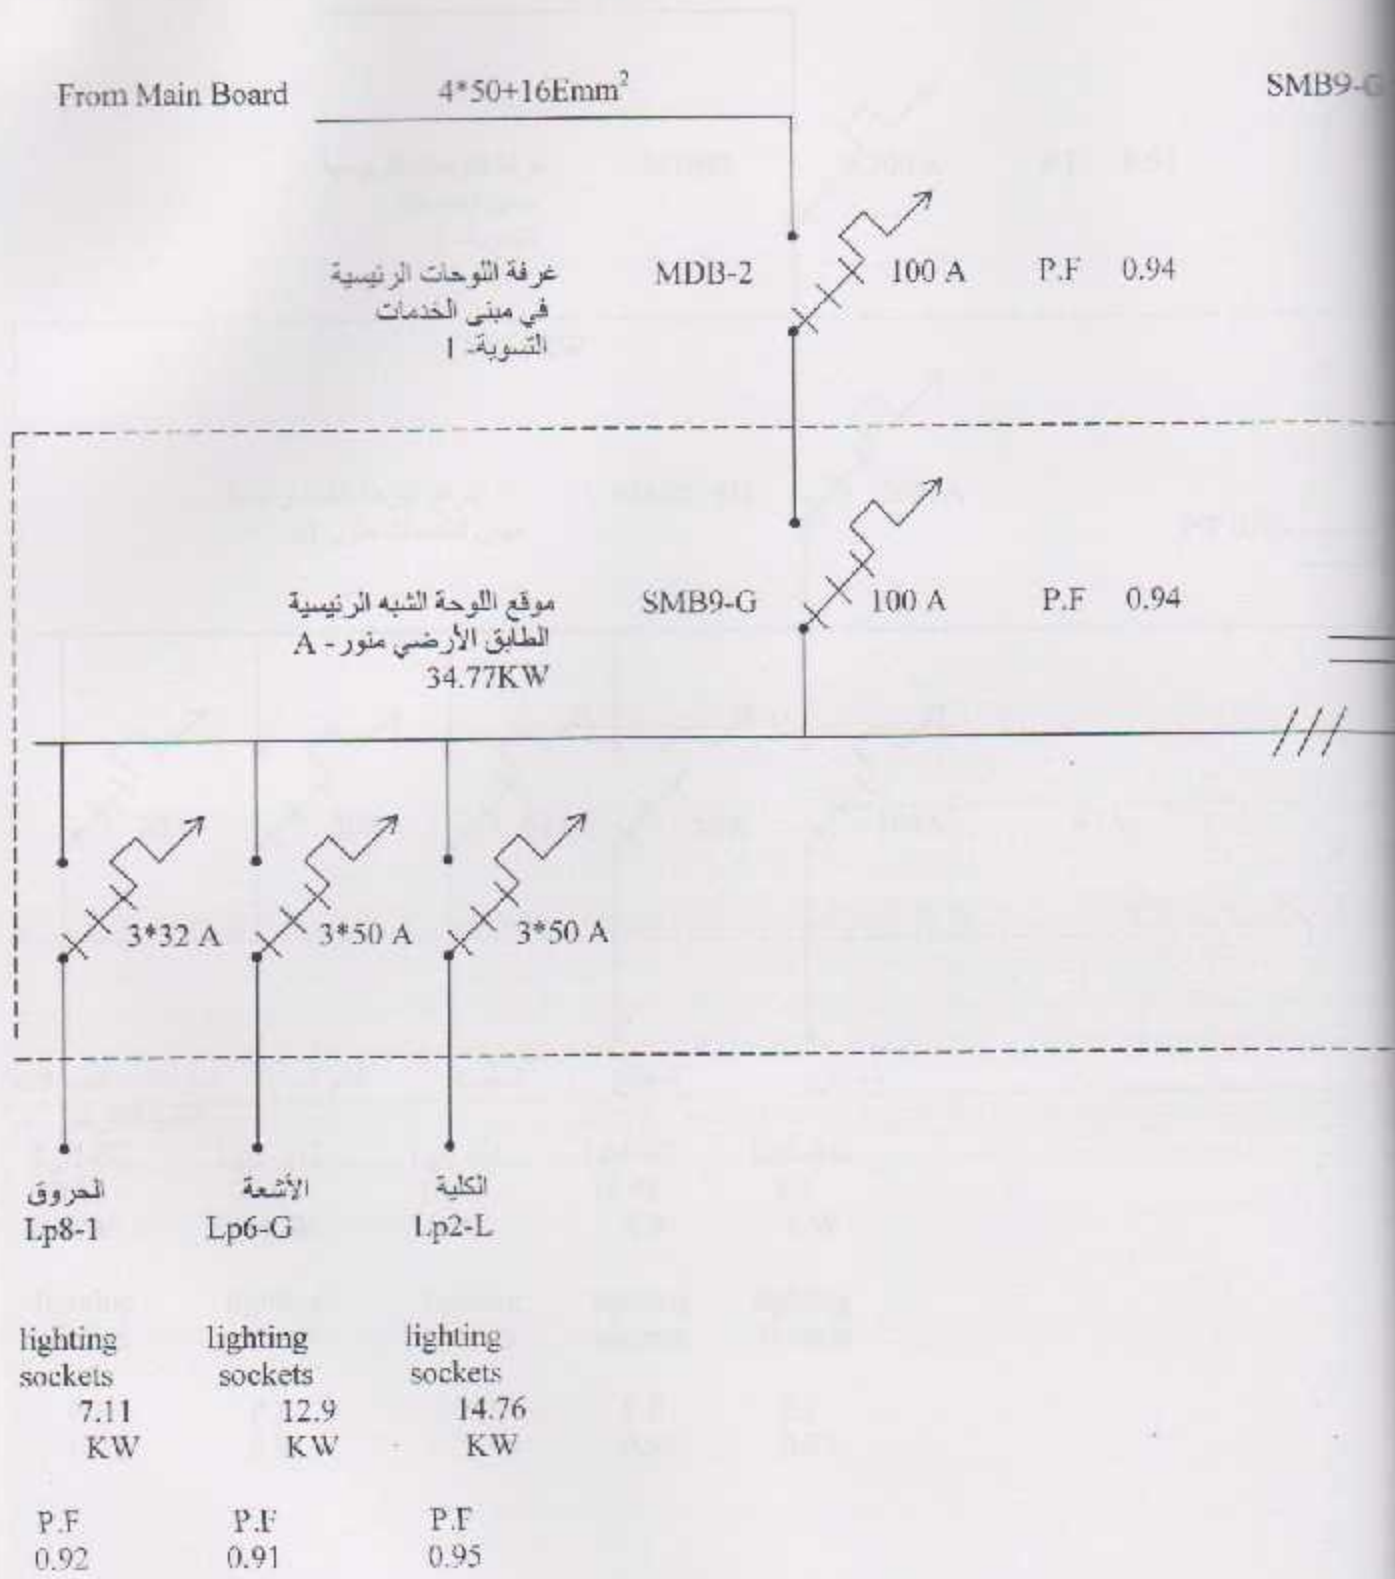 From Main Board 4*50+16Emm²
SMB9-G
غرفة اللوحات الرئيسية
في مبنى الخدمات
التسوية- 1
MDB-2 100 A P.F 0.94
موقع اللوحة الشبه الرئيسية
الطابق الأرضي منور - A
34.77KW
SMB9-G 100 A P.F 0.94
3*32 A 3*50 A 3*50 A
الحروق الأشعة الكلية
Lp8-1 Lp6-G Lp2-L
lighting lighting lighting
sockets sockets sockets
7.11 12.9 14.76
KW KW KW
P.F P.F P.F
0.92 0.91 0.95